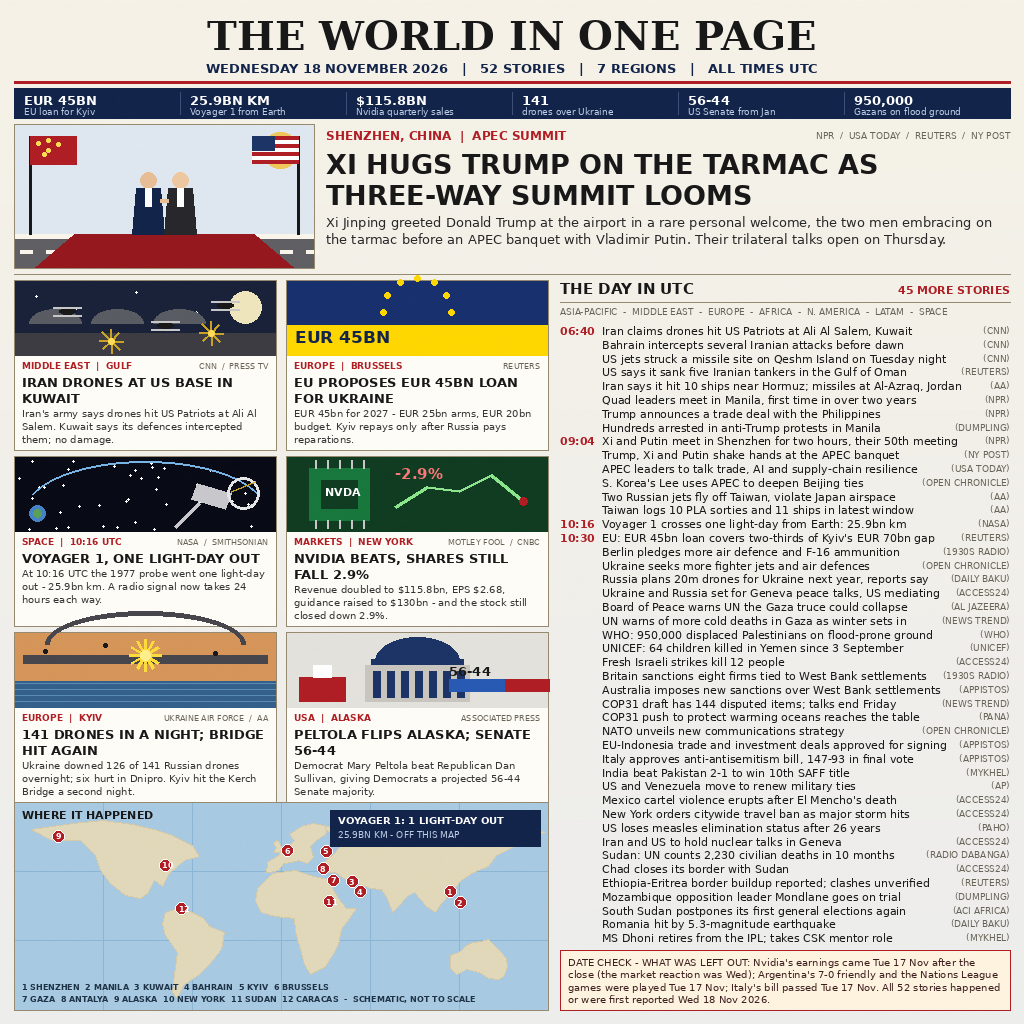 THE WORLD IN ONE PAGE
WEDNESDAY 18 NOVEMBER 2026 | 52 STORIES | 7 REGIONS | ALL TIMES UTC
EUR 45BN
EU loan for Kyiv
25.9BN KM
Voyager 1 from Earth
$115.8BN
Nvidia quarterly sales
141
drones over Ukraine
56-44
US Senate from Jan
950,000
Gazans on flood ground
SHENZHEN, CHINA | APEC SUMMIT
NPR / USA TODAY / REUTERS / NY POST
XI HUGS TRUMP ON THE TARMAC AS
THREE-WAY SUMMIT LOOMS
Xi Jinping greeted Donald Trump at the airport in a rare personal welcome, the two men embracing on
the tarmac before an APEC banquet with Vladimir Putin. Their trilateral talks open on Thursday.
MIDDLE EAST | GULF
CNN / PRESS TV
IRAN DRONES AT US BASE IN
KUWAIT
Iran's army says drones hit US Patriots at Ali Al
Salem. Kuwait says its defences intercepted
them; no damage.
EUR 45BN
EUROPE | BRUSSELS
REUTERS
EU PROPOSES EUR 45BN LOAN
FOR UKRAINE
EUR 45BN for 2027 - EUR 25bn arms, EUR 20bn
budget. Kyiv repays only after Russia pays
reparations.
SPACE | 10:16 UTC
NASA / SMITHSONIAN
VOYAGER 1, ONE LIGHT-DAY OUT
At 10:16 UTC the 1977 probe went one light-day
out - 25.9bn km. A radio signal now takes 24
hours each way.
NVDA
-2.9%
MARKETS | NEW YORK
MOTLEY FOOL / CNBC
NVIDIA BEATS, SHARES STILL
FALL 2.9%
Revenue doubled to $115.8bn, EPS $2.68,
guidance raised to $130bn - and the stock still
closed down 2.9%.
EUROPE | KYIV
UKRAINE AIR FORCE / AA
141 DRONES IN A NIGHT; BRIDGE
HIT AGAIN
Ukraine downed 126 of 141 Russian drones
overnight; six hurt in Dnipro. Kyiv hit the Kerch
Bridge a second night.
56-44
USA | ALASKA
ASSOCIATED PRESS
PELTOLA FLIPS ALASKA; SENATE
56-44
Democrat Mary Peltola beat Republican Dan
Sullivan, giving Democrats a projected 56-44
Senate majority.
WHERE IT HAPPENED
VOYAGER 1: 1 LIGHT-DAY OUT
25.9BN KM - OFF THIS MAP
9
6
5
10
8
7
3
4
1
11
2
12
1 SHENZHEN 2 MANILA 3 KUWAIT 4 BAHRAIN 5 KYIV 6 BRUSSELS
7 GAZA 8 ANTALYA 9 ALASKA 10 NEW YORK 11 SUDAN 12 CARACAS - SCHEMATIC, NOT TO SCALE
THE DAY IN UTC
45 MORE STORIES
ASIA-PACIFIC - MIDDLE EAST - EUROPE - AFRICA - N. AMERICA - LATAM - SPACE
06:40 Iran claims drones hit US Patriots at Ali Al Salem, Kuwait (CNN)
Bahrain intercepts several Iranian attacks before dawn (CNN)
US jets struck a missile site on Qeshm Island on Tuesday night (CNN)
US says it sank five Iranian tankers in the Gulf of Oman (REUTERS)
Iran says it hit 10 ships near Hormuz; missiles at Al-Azraq, Jordan (AA)
Quad leaders meet in Manila, first time in over two years (NPR)
Trump announces a trade deal with the Philippines (NPR)
Hundreds arrested in anti-Trump protests in Manila (DUMPLING)
09:04 Xi and Putin meet in Shenzhen for two hours, their 50th meeting (NPR)
Trump, Xi and Putin shake hands at the APEC banquet (NY POST)
APEC leaders to talk trade, AI and supply-chain resilience (USA TODAY)
S. Korea's Lee uses APEC to deepen Beijing ties (OPEN CHRONICLE)
Two Russian jets fly off Taiwan, violate Japan airspace (AA)
Taiwan logs 10 PLA sorties and 11 ships in latest window (AA)
10:16 Voyager 1 crosses one light-day from Earth: 25.9bn km (NASA)
10:30 EU: EUR 45bn loan covers two-thirds of Kyiv's EUR 70bn gap (REUTERS)
Berlin pledges more air defence and F-16 ammunition (1930S RADIO)
Ukraine seeks more fighter jets and air defences (OPEN CHRONICLE)
Russia plans 20m drones for Ukraine next year, reports say (DAILY BAKU)
Ukraine and Russia set for Geneva peace talks, US mediating (ACCESS24)
Board of Peace warns UN the Gaza truce could collapse (AL JAZEERA)
UN warns of more cold deaths in Gaza as winter sets in (NEWS TREND)
WHO: 950,000 displaced Palestinians on flood-prone ground (WHO)
UNICEF: 64 children killed in Yemen since 3 September (UNICEF)
Fresh Israeli strikes kill 12 people (ACCESS24)
Britain sanctions eight firms tied to West Bank settlements (1930S RADIO)
Australia imposes new sanctions over West Bank settlements (APPISTOS)
COP31 draft has 144 disputed items; talks end Friday (NEWS TREND)
COP31 push to protect warming oceans reaches the table (PANA)
NATO unveils new communications strategy (OPEN CHRONICLE)
EU-Indonesia trade and investment deals approved for signing (APPISTOS)
Italy approves anti-antisemitism bill, 147-93 in final vote (APPISTOS)
India beat Pakistan 2-1 to win 10th SAFF title (MYKHEL)
US and Venezuela move to renew military ties (AP)
Mexico cartel violence erupts after El Mencho's death (ACCESS24)
New York orders citywide travel ban as major storm hits (ACCESS24)
US loses measles elimination status after 26 years (PAHO)
Iran and US to hold nuclear talks in Geneva (ACCESS24)
Sudan: UN counts 2,230 civilian deaths in 10 months (RADIO DABANGA)
Chad closes its border with Sudan (ACCESS24)
Ethiopia-Eritrea border buildup reported; clashes unverified (REUTERS)
Mozambique opposition leader Mondlane goes on trial (DUMPLING)
South Sudan postpones its first general elections again (ACI AFRICA)
Romania hit by 5.3-magnitude earthquake (DAILY BAKU)
MS Dhoni retires from the IPL; takes CSK mentor role (MYKHEL)
DATE CHECK - WHAT WAS LEFT OUT: Nvidia's earnings came Tue 17 Nov after the
close (the market reaction was Wed); Argentina's 7-0 friendly and the Nations League
games were played Tue 17 Nov; Italy's bill passed Tue 17 Nov. All 52 stories happened
or were first reported Wed 18 Nov 2026.